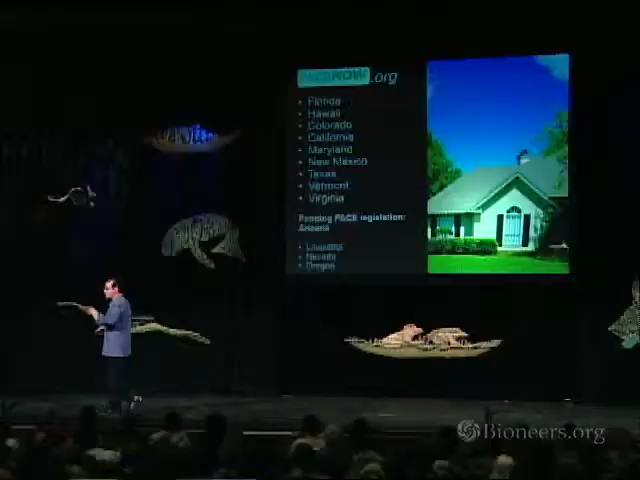 PACENOW.org
• Florida
• Hawaii
• Colorado
• California
• Maryland
• New Mexico
• Texas
• Vermont
• Virginia
Pending PACE legislation:
Arizona
• Louisiana
• Nevada
• Oregon
Bioneers.org